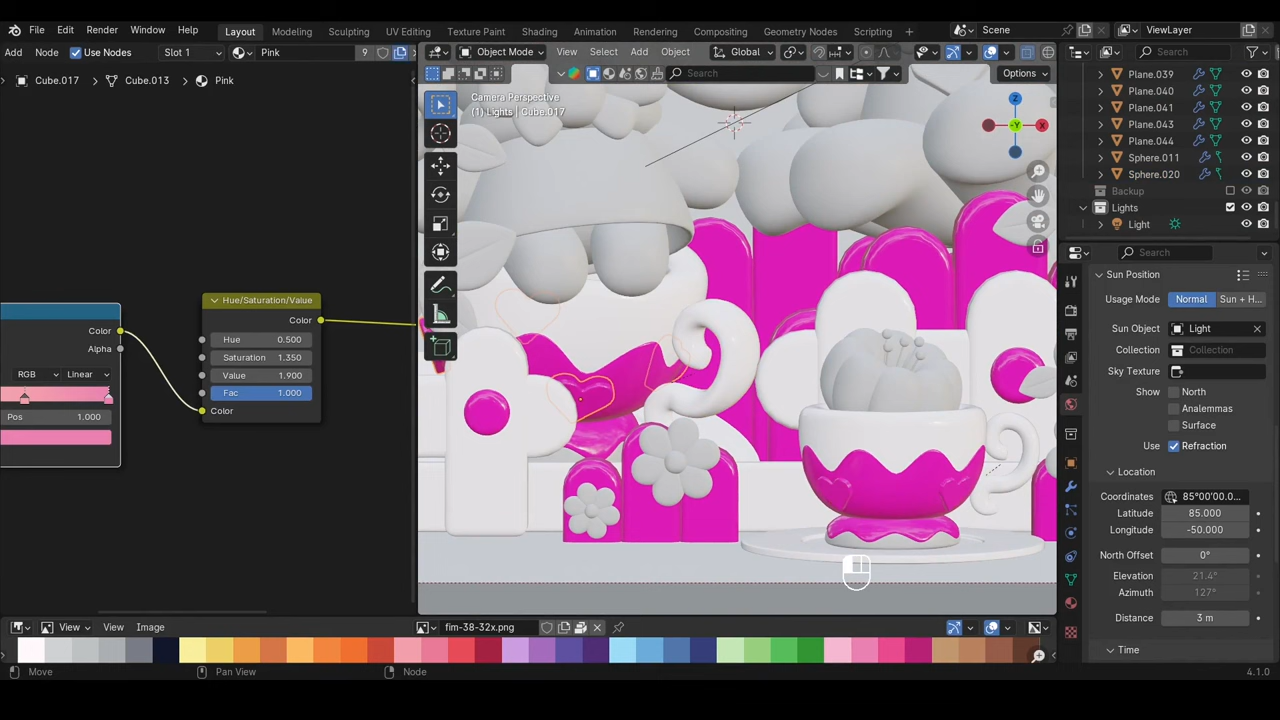 File Edit Render Window Help Layout Modeling Sculpting UV Editing Texture Paint Shading Animation Rendering Compositing Geometry Nodes Scripting Scene ViewLayer
Add Node Use Nodes Slot 1 Pink 9 Object Mode View Select Add Object Global
Cube.017 Cube.013 Pink Search Options
Camera Perspective
(1) Lights | Cube.017
Z
-Y
X
Search
Plane.039
Plane.040
Plane.041
Plane.043
Plane.044
Sphere.011
Sphere.020
Backup
Lights
Light
Search
Sun Position
Usage Mode Normal Sun + H...
Sun Object Light
Collection Collection
Sky Texture
Show North
Analemmas
Surface
Use Refraction
Location
Coordinates 85°00'00.0...
Latitude 85.000
Longitude -50.000
North Offset 0°
Elevation 21.4°
Azimuth 127°
Distance 3 m
Time
Color
Alpha
RGB Linear
Pos 1.000
Hue/Saturation/Value
Color
Hue 0.500
Saturation 1.350
Value 1.900
Fac 1.000
Color
View View Image fim-38-32x.png
Move Pan View Node 4.1.0